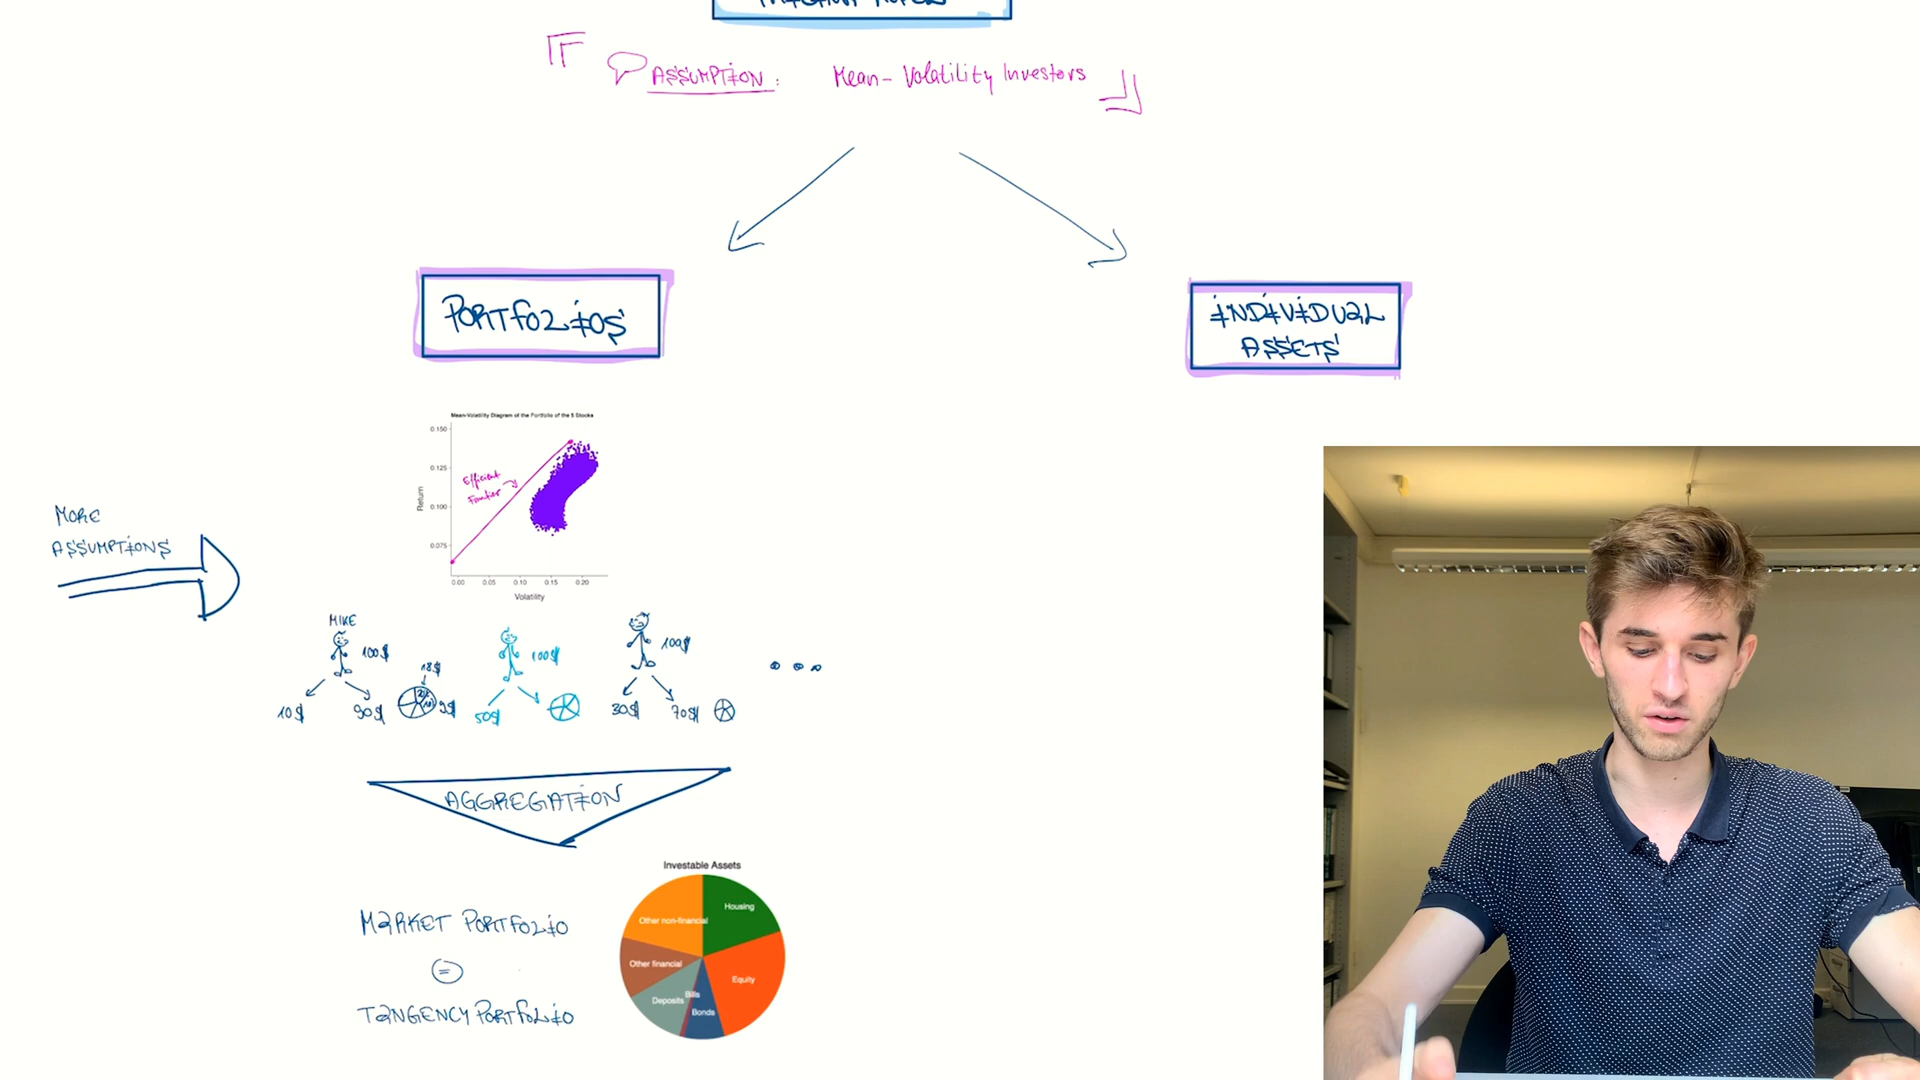 ASSUMPTION: Mean-Volatility Investors
PORTFOLIOS
INDIVIDUAL
ASSETS
Mean-Volatility Diagram of the Portfolio of the 5 Stocks
0.150
0.125
0.100
0.075
Return
Efficient
Frontier
0.00 0.05 0.10 0.15 0.20
Volatility
MORE
ASSUMPTIONS
MIKE
100$
100$
100$
18$
10$
90$
9$
50$
30$
70$
AGGREGATION
Investable Assets
Housing
Other non-financial
Other financial
Equity
Deposits
Bills
Bonds
MARKET PORTFOLIO
=
TANGENCY PORTFOLIO